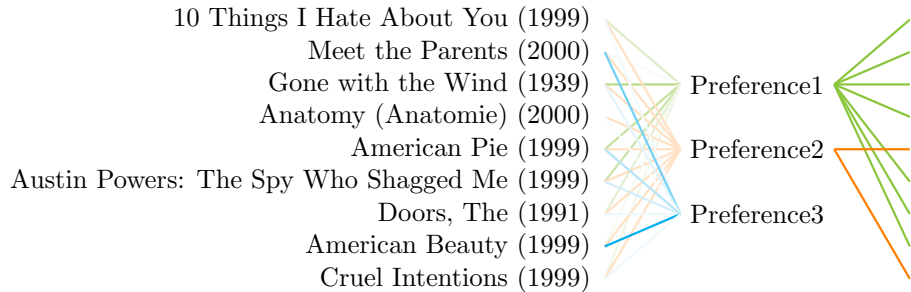 10 Things I Hate About You (1999)
Meet the Parents (2000)
Gone with the Wind (1939)
Anatomy (Anatomie) (2000)
American Pie (1999)
Austin Powers: The Spy Who Shagged Me (1999)
Doors, The (1991)
American Beauty (1999)
Cruel Intentions (1999)
Preference1
Preference2
Preference3